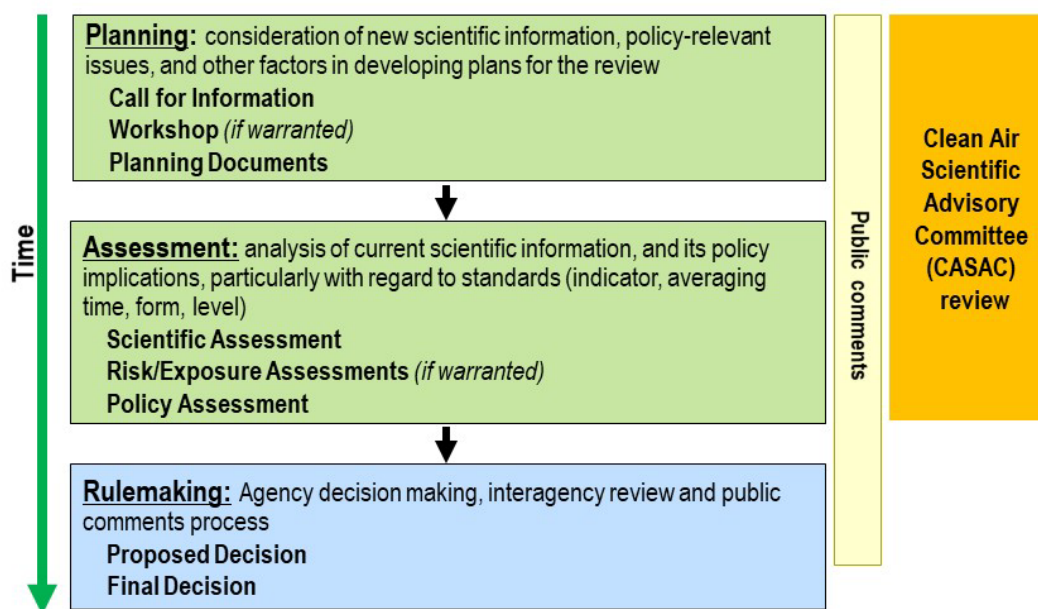 Time
Planning: consideration of new scientific information, policy-relevant
issues, and other factors in developing plans for the review
Call for Information
Workshop (if warranted)
Planning Documents
Assessment: analysis of current scientific information, and its policy
implications, particularly with regard to standards (indicator, averaging
time, form, level)
Scientific Assessment
Risk/Exposure Assessments (if warranted)
Policy Assessment
Rulemaking: Agency decision making, interagency review and public
comments process
Proposed Decision
Final Decision
Public comments
Clean Air
Scientific
Advisory
Committee
(CASAC)
review